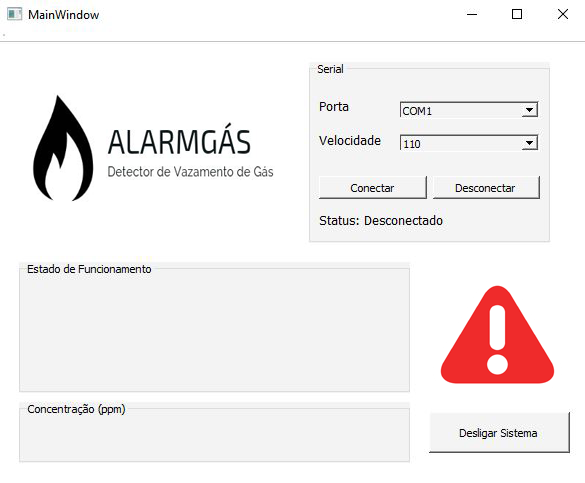 MainWindow
ALARMGÁS
Detector de Vazamento de Gás
Serial
Porta
COM1
Velocidade
110
Conectar
Desconectar
Status: Desconectado
Estado de Funcionamento
Concentração (ppm)
Desligar Sistema